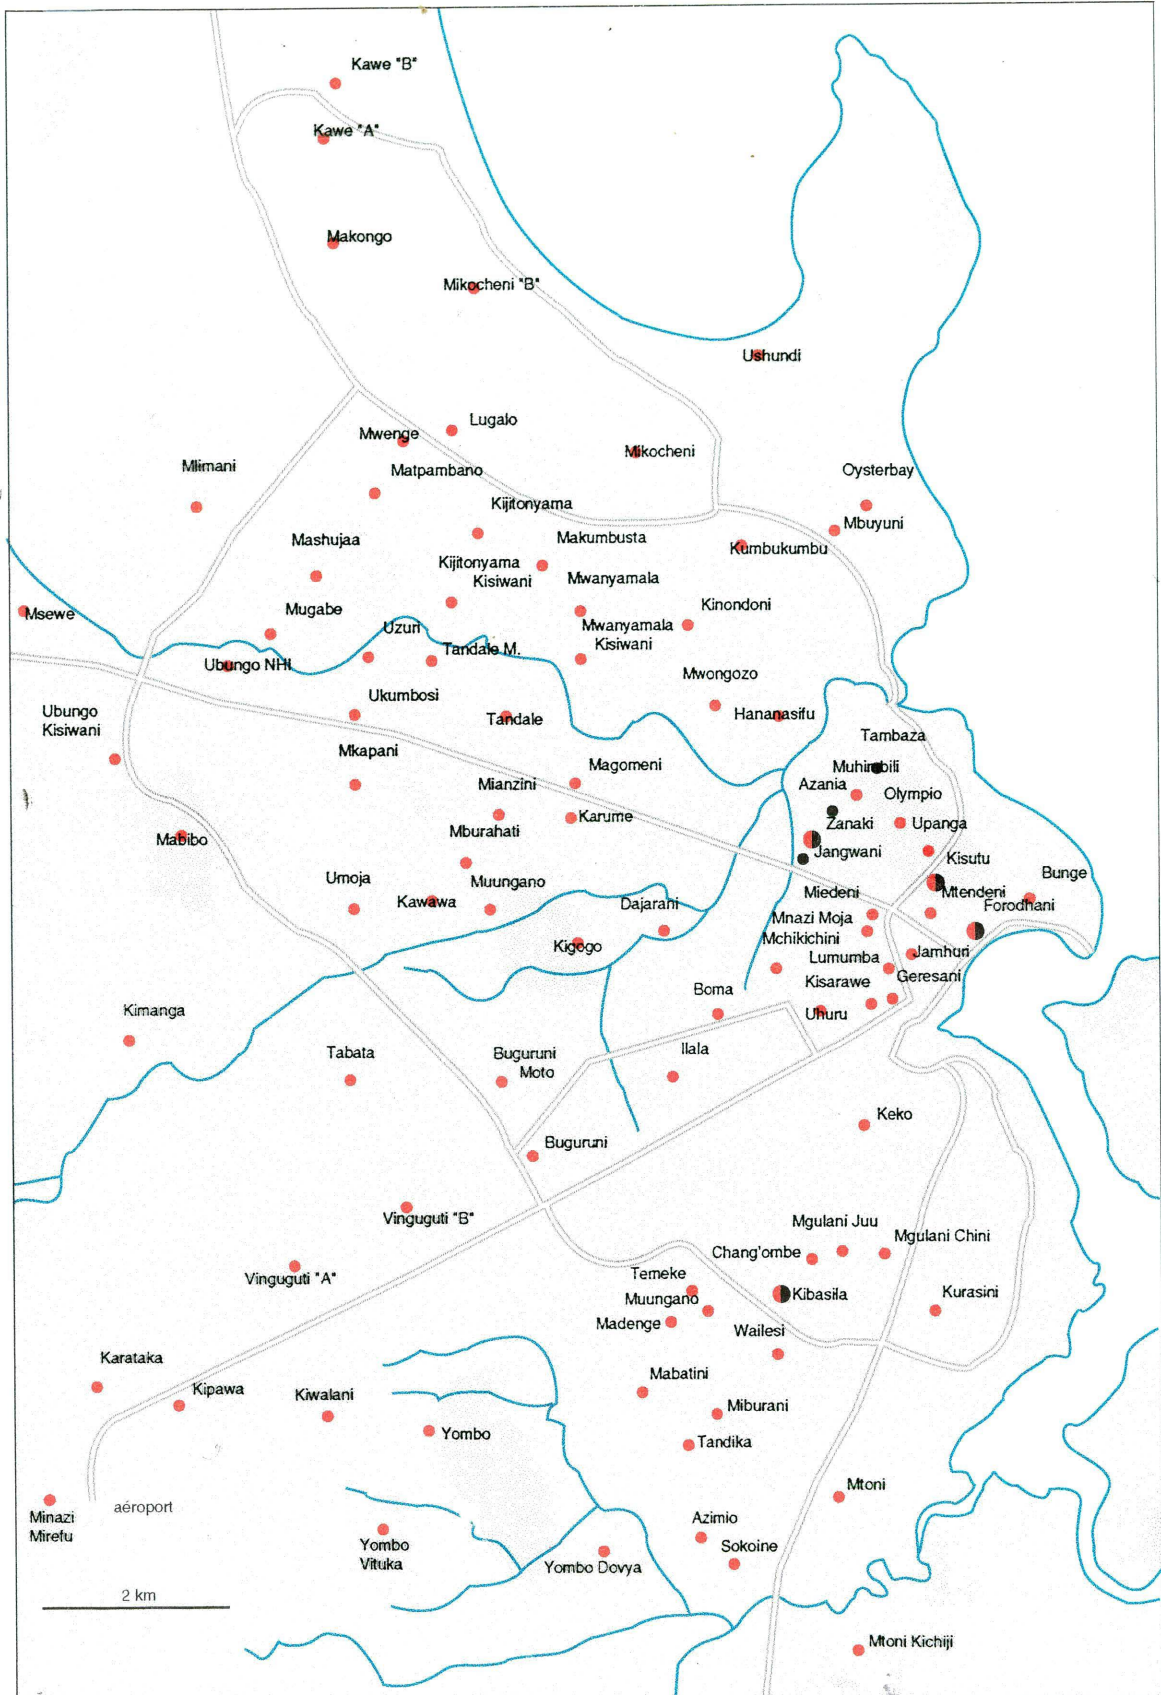 Kawe "B"
Kawe "A"
Makongo
Mikocheni "B"
Ushundi
Lugalo
Mwenge
Mikocheni
Mlimani
Matpambano
Oysterbay
Kijitonyama
Mbuyuni
Mashujaa
Makumbusta
Kumbukumbu
Kijitonyama
Kisiwani
Mwanyamala
Msewe
Mugabe
Kinondoni
Uzuri
Mwanyamala
Kisiwani
Tandale M.
Ubungo NHI
Mwongozo
Ukumbosi
Ubungo
Kisiwani
Tandale
Hananasifu
Tambaza
Mkapani
Magomeni
Muhimbili
Mianzini
Azania
Olympio
Karume
Zanaki
Upanga
Mabibo
Mburahati
Jangwani
Kisutu
Umoja
Muungano
Bunge
Kawawa
Dajarani
Miedeni
Mtendeni
Forodhani
Mnazi Moja
Kigogo
Mchikichini
Jamhuri
Lumumba
Kisarawe
Geresani
Boma
Uhuru
Kimanga
Tabata
Buguruni
Moto
Ilala
Keko
Buguruni
Vinguguti "B"
Mgulani Juu
Mgulani Chini
Chang'ombe
Vinguguti "A"
Temeke
Muungano
Kibasila
Kurasini
Madenge
Wailesi
Karataka
Mabatini
Kipawa
Kiwalani
Miburani
Yombo
Tandika
Mtoni
aéroport
Minazi
Mirefu
Azimio
Yombo
Vituka
Sokoine
Yombo Dovya
2 km
Mtoni Kichiji